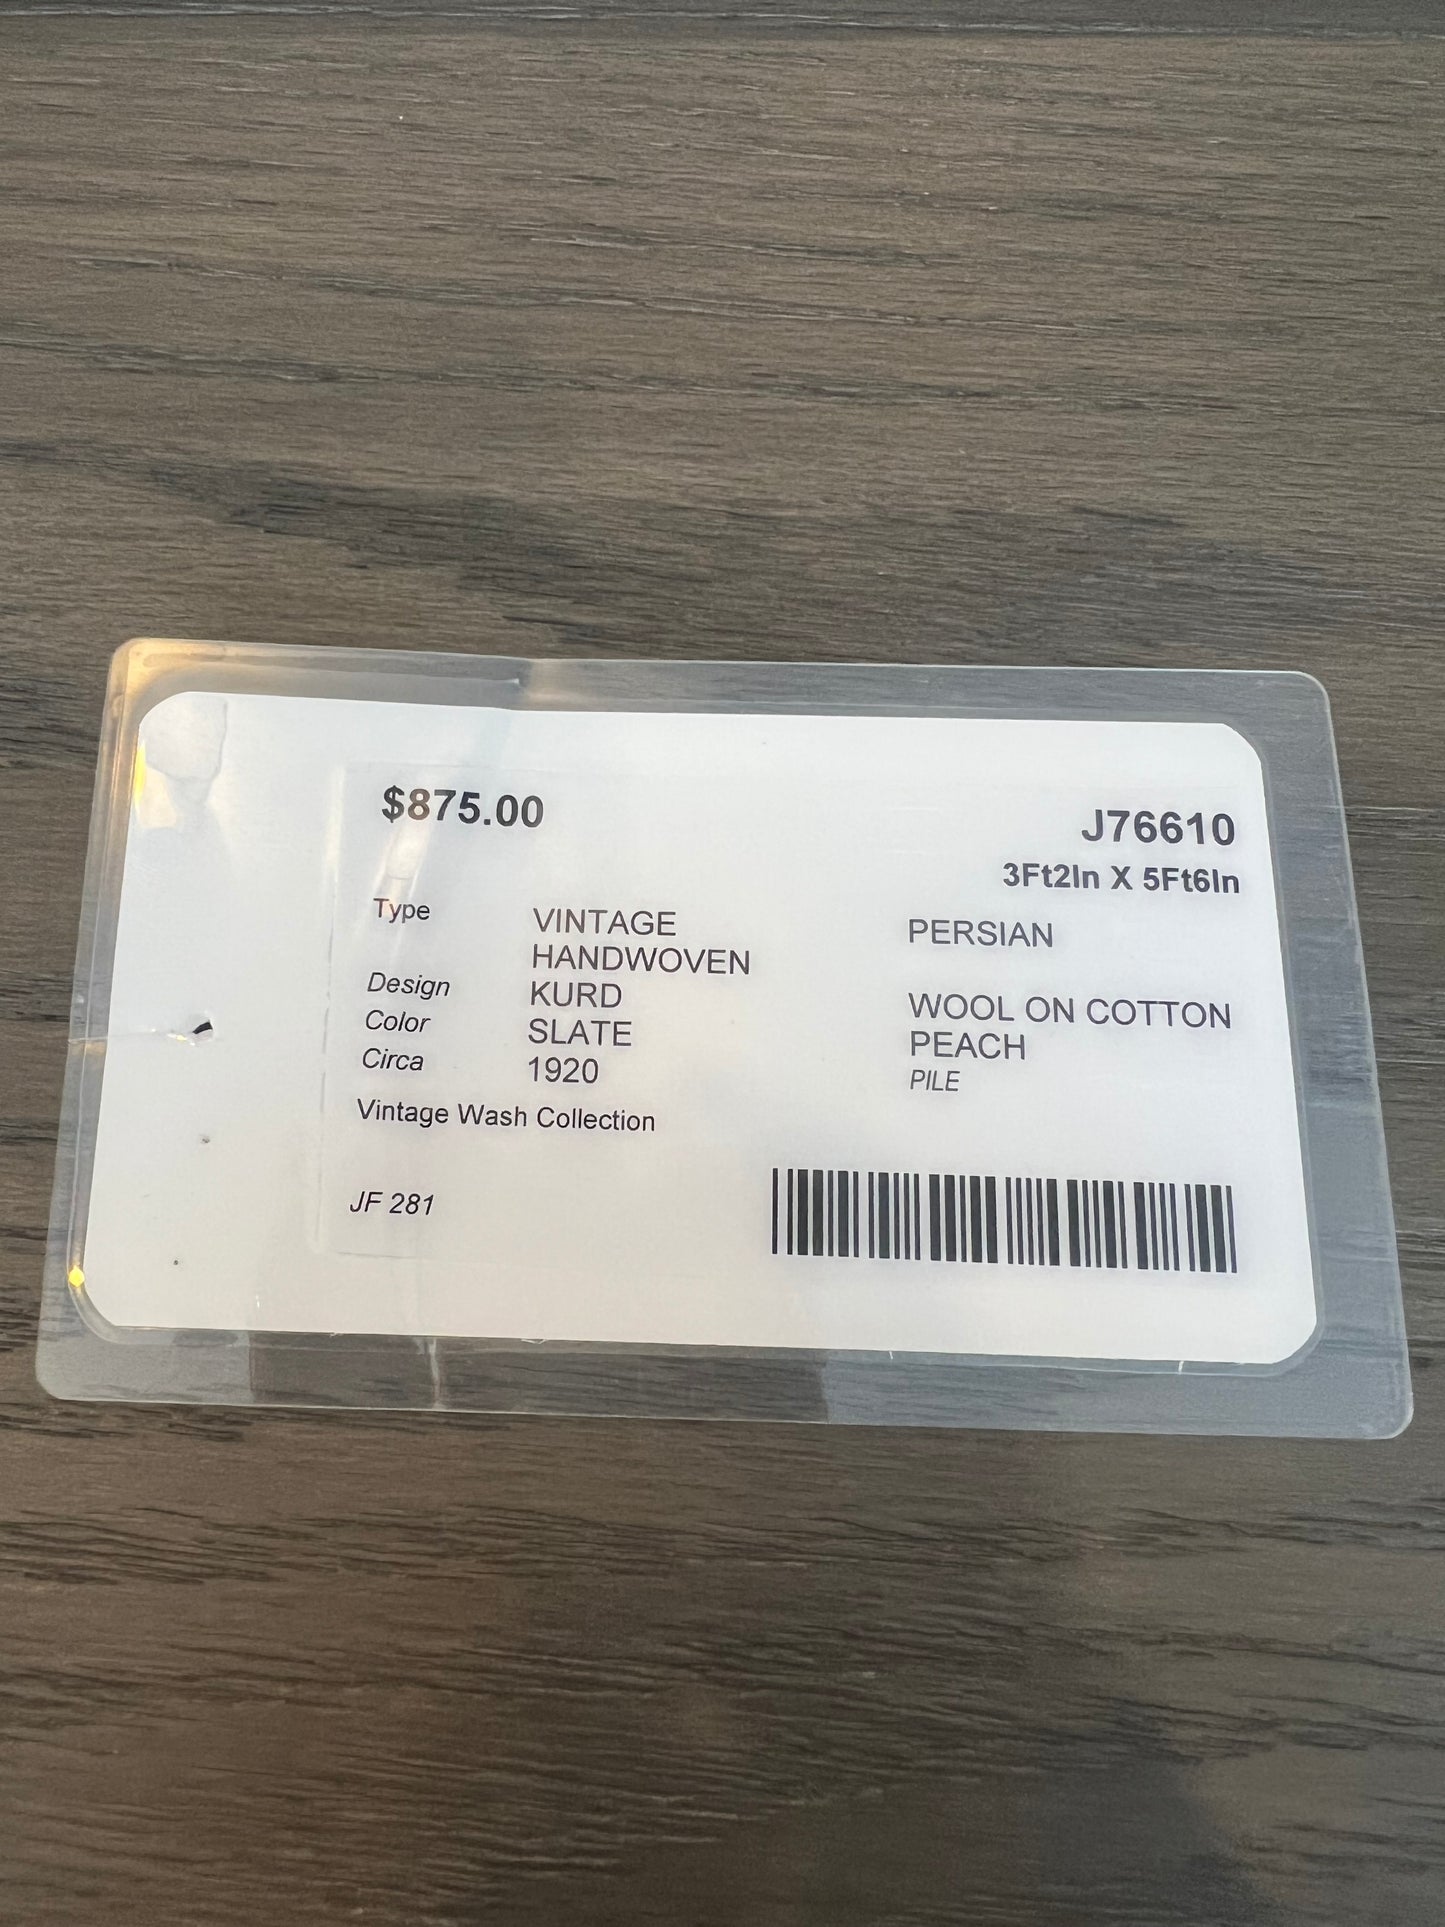 $875.00 J76610
3Ft2In X 5Ft6In
Type VINTAGE PERSIAN
HANDWOVEN
Design KURD WOOL ON COTTON
Color SLATE PEACH
Circa 1920 PILE
Vintage Wash Collection
JF 281